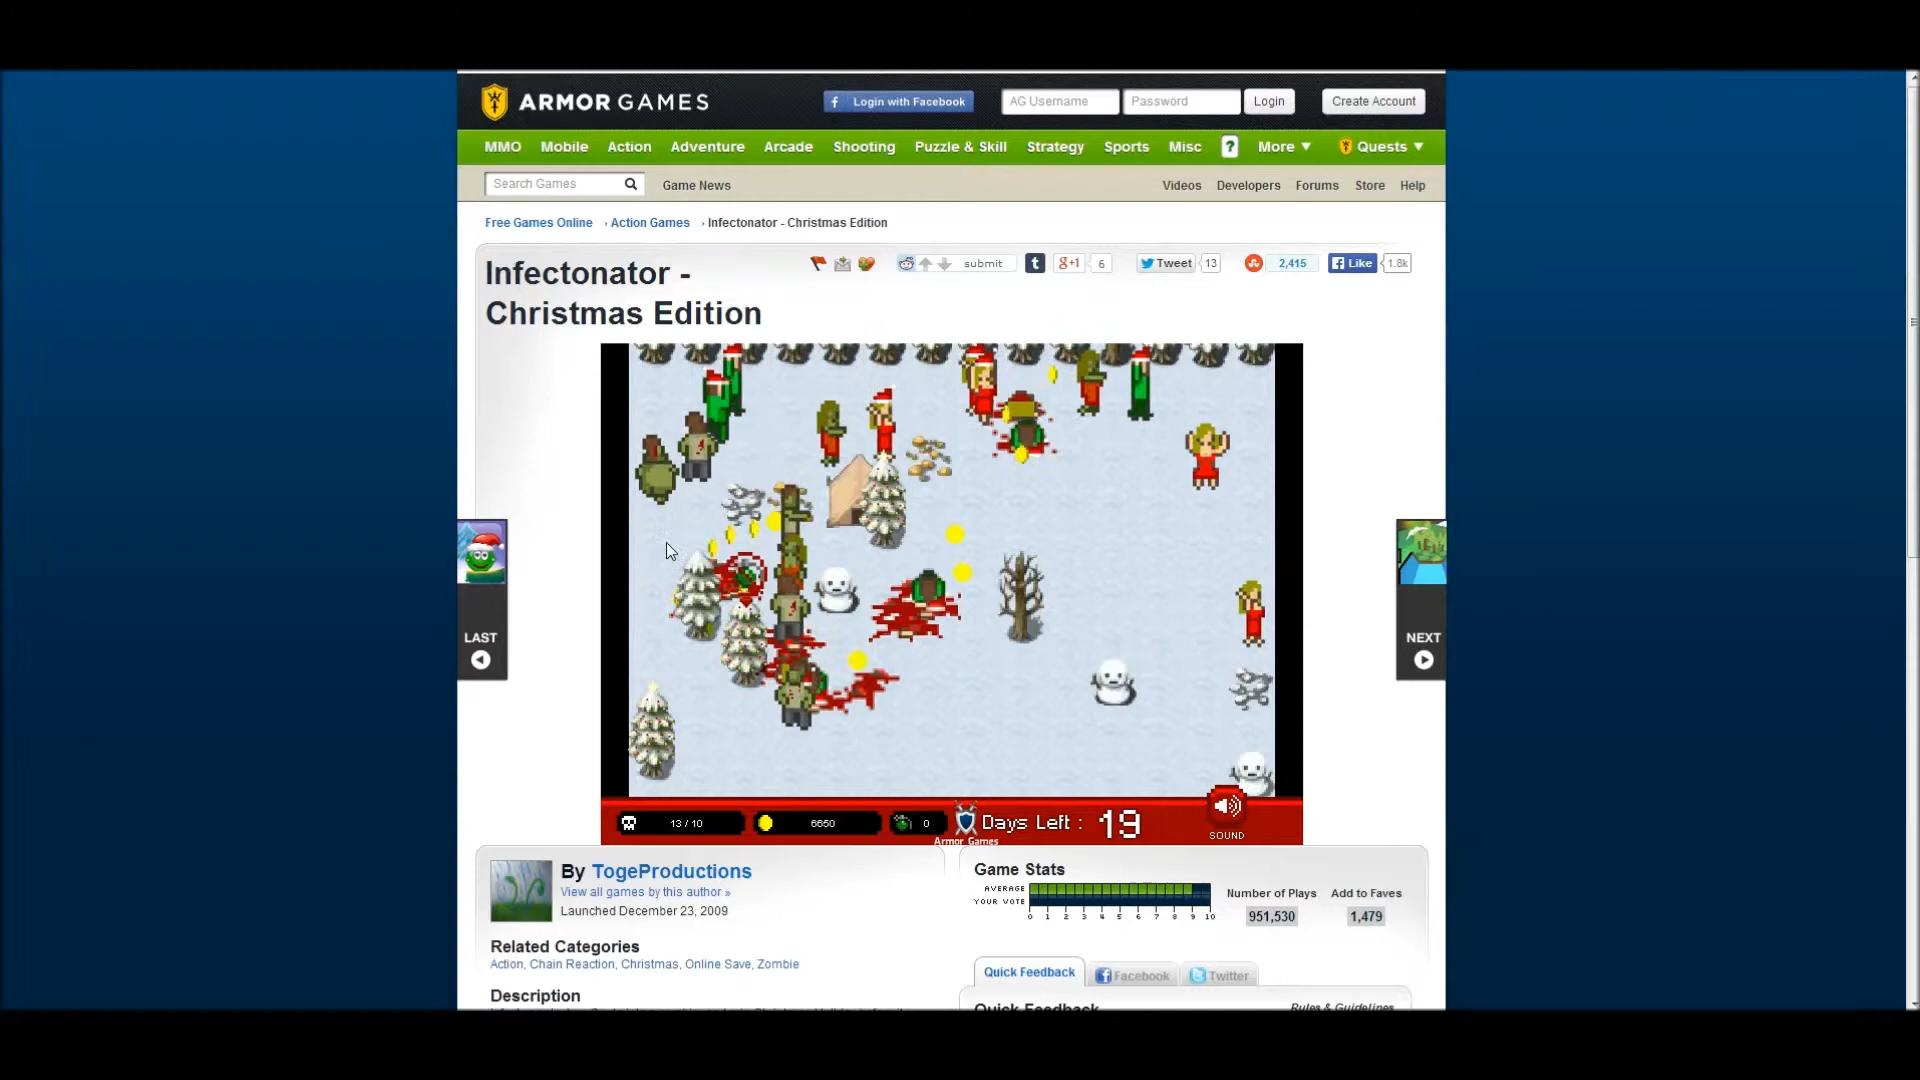 ARMOR GAMES
Login with Facebook
AG Username
Password
Login
Create Account
MMO Mobile Action Adventure Arcade Shooting Puzzle & Skill Strategy Sports Misc ? More Quests
Search Games
Game News
Videos Developers Forums Store Help
Free Games Online › Action Games › Infectonator - Christmas Edition
Infectonator -
Christmas Edition
submit
t
g+1 6
Tweet 13
2,415
Like 1.8k
LAST
NEXT
13 / 10
6650
0
Days Left : 19
Armor Games
SOUND
By TogeProductions
View all games by this author »
Launched December 23, 2009
Related Categories
Action, Chain Reaction, Christmas, Online Save, Zombie
Description
Game Stats
AVERAGE
YOUR VOTE
0 1 2 3 4 5 6 7 8 9 10
Number of Plays
951,530
Add to Faves
1,479
Quick Feedback
Facebook
Twitter
Quick Feedback
Rules & Guidelines